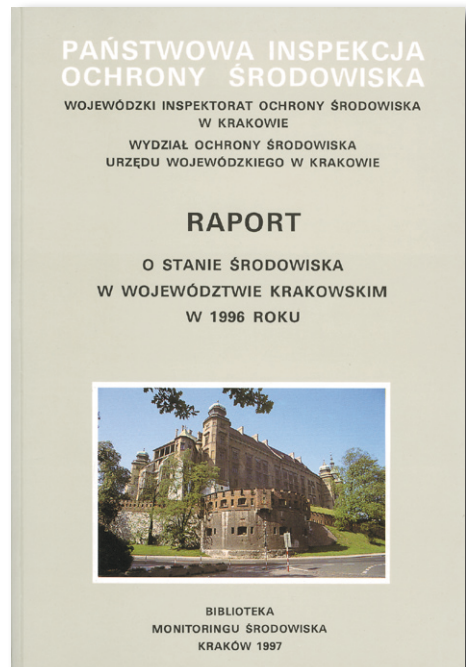 PAŃSTWOWA INSPEKCJA
OCHRONY ŚRODOWISKA
WOJEWÓDZKI INSPEKTORAT OCHRONY ŚRODOWISKA
W KRAKOWIE
WYDZIAŁ OCHRONY ŚRODOWISKA
URZĘDU WOJEWÓDZKIEGO W KRAKOWIE
RAPORT
O STANIE ŚRODOWISKA
W WOJEWÓDZTWIE KRAKOWSKIM
W 1996 ROKU
BIBLIOTEKA
MONITORINGU ŚRODOWISKA
KRAKÓW 1997